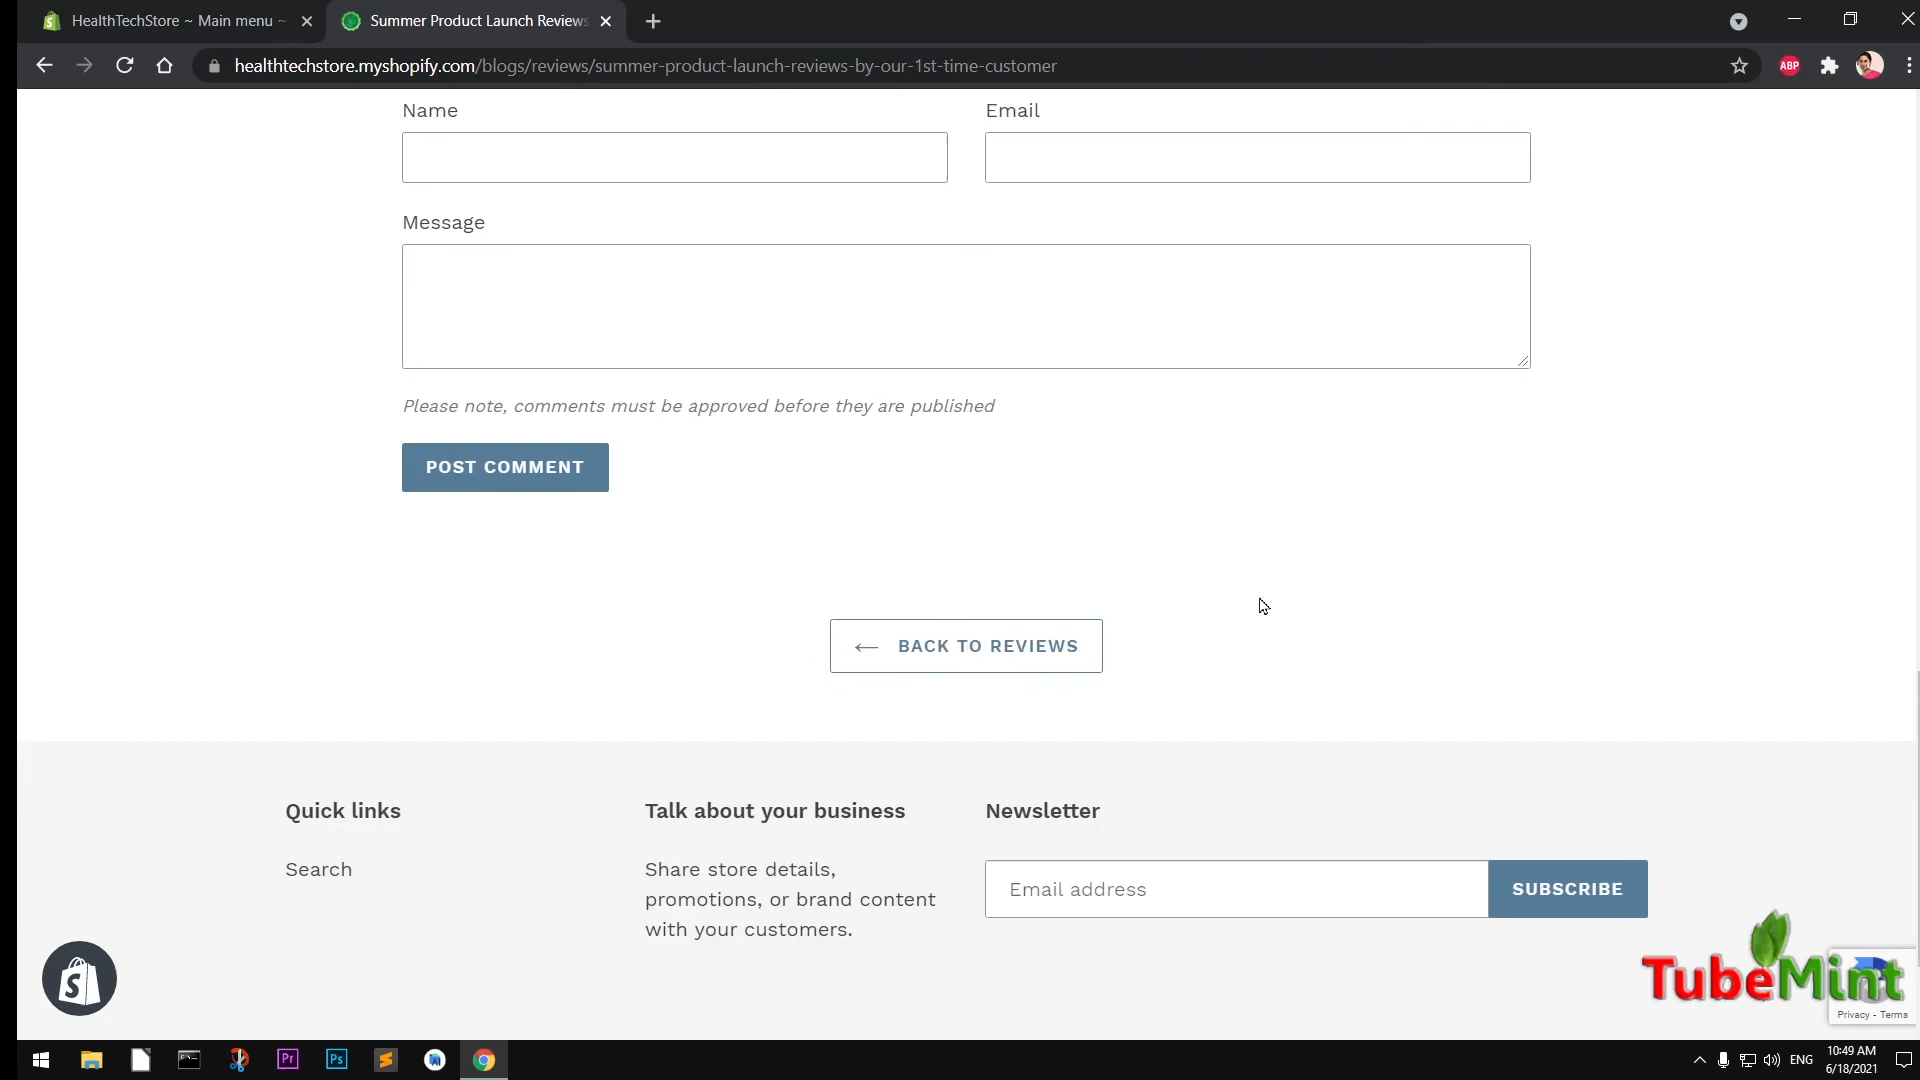 HealthTechStore ~ Main menu ~
Summer Product Launch Reviews
healthtechstore.myshopify.com/blogs/reviews/summer-product-launch-reviews-by-our-1st-time-customer
ABP
Name
Email
Message
Please note, comments must be approved before they are published
POST COMMENT
BACK TO REVIEWS
Quick links
Talk about your business
Newsletter
Search
Share store details,
promotions, or brand content
with your customers.
Email address
SUBSCRIBE
TubeMint
Privacy - Terms
Pr
Ps
ENG
10:49 AM
6/18/2021